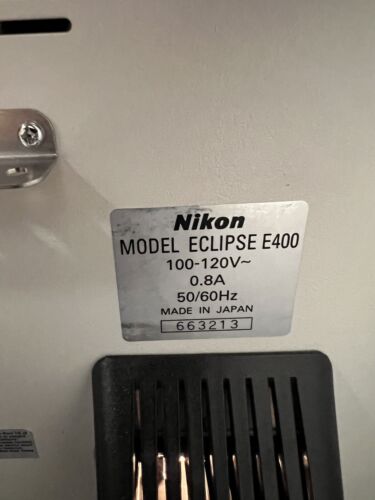 Nikon
MODEL ECLIPSE E400
100-120V~
0.8A
50/60Hz
MADE IN JAPAN
663213